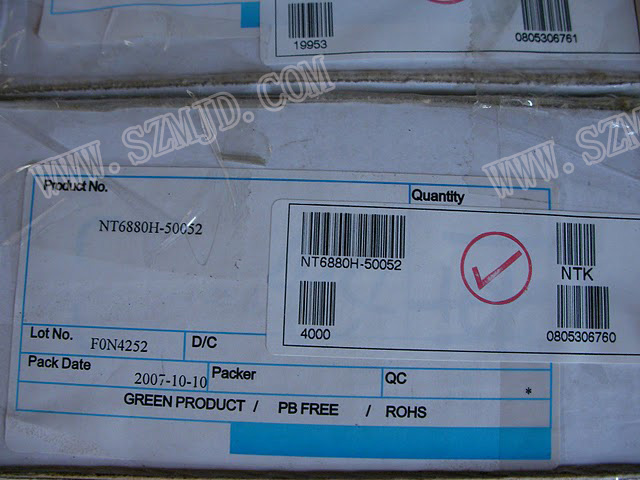 19953
0805306761
WWW.SZMJD.COM
WWW.SZM
Product No.
Quantity
NT6880H-50052
NT6880H-50052
NTK
4000
0805306760
Lot No. F0N4252 D/C
Pack Date 2007-10-10 Packer QC *
GREEN PRODUCT / PB FREE / ROHS